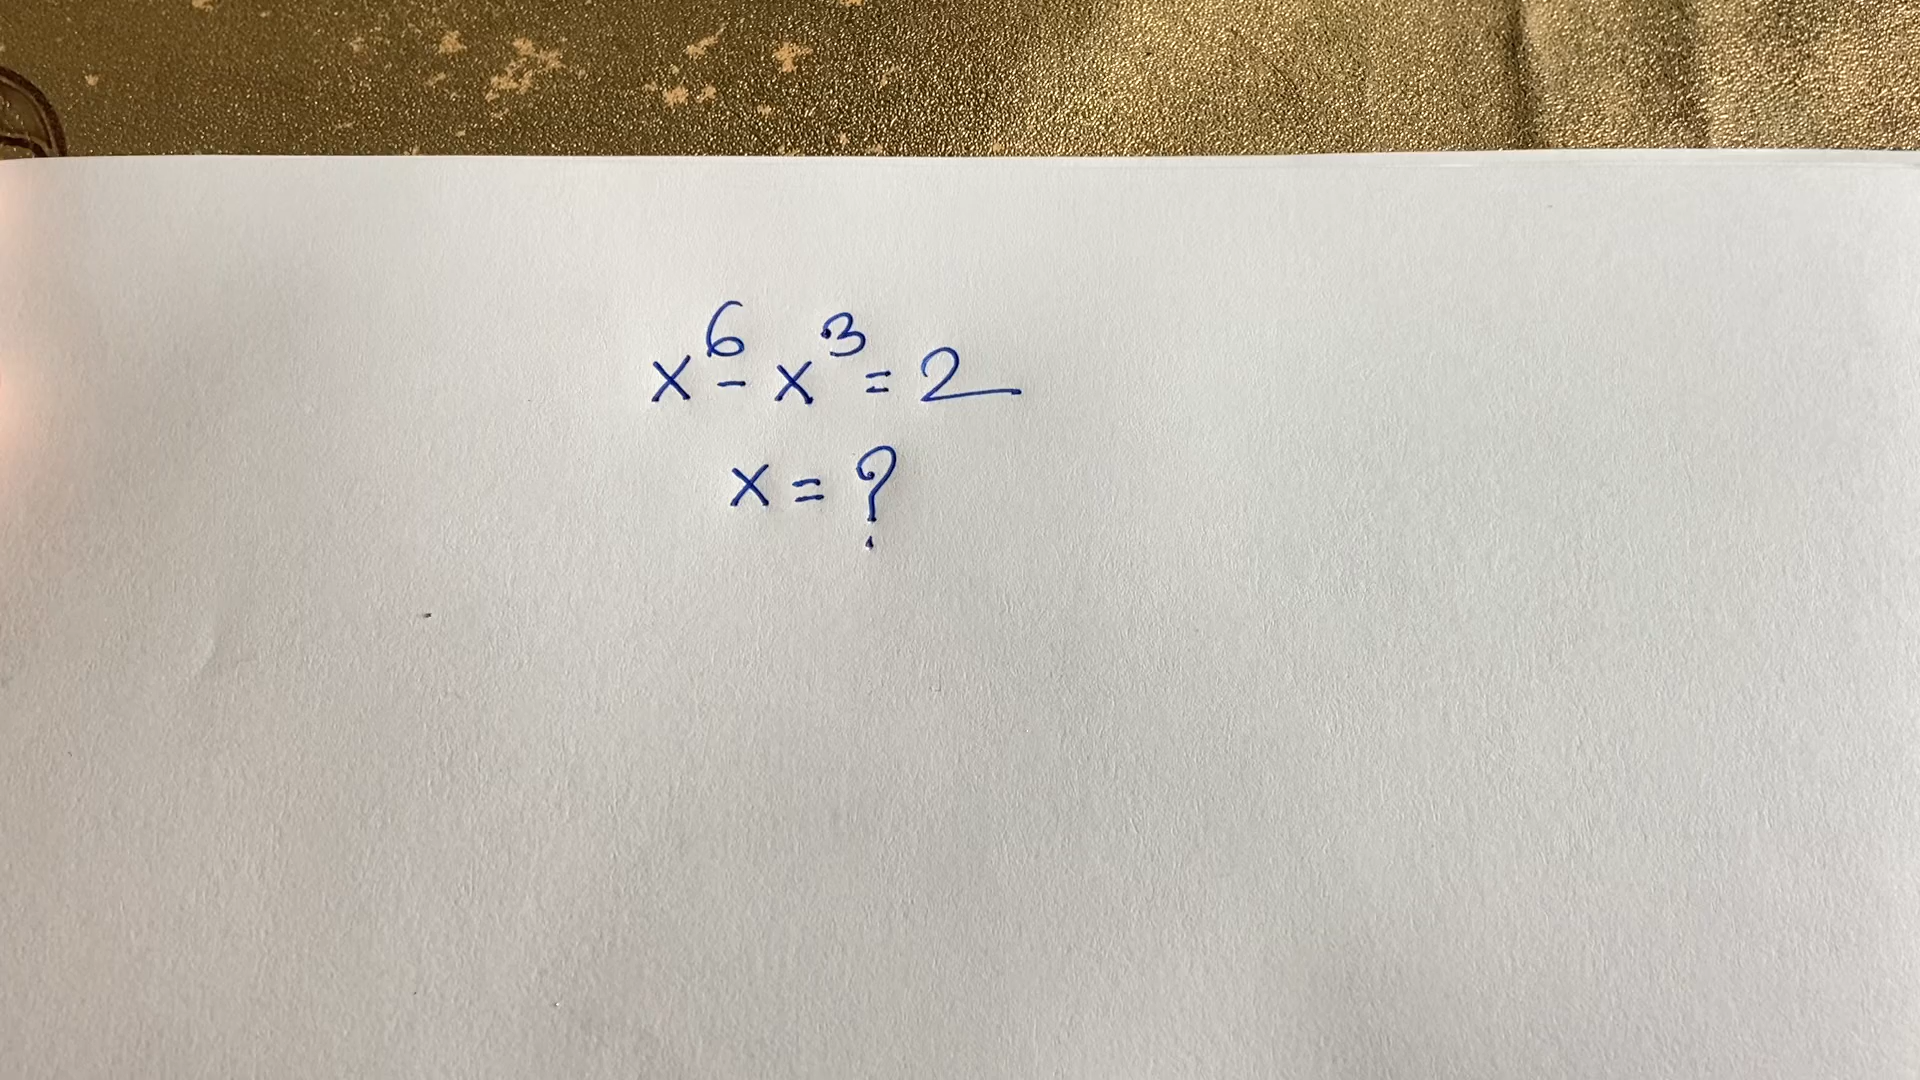 x⁶ - x³ = 2
x = ?